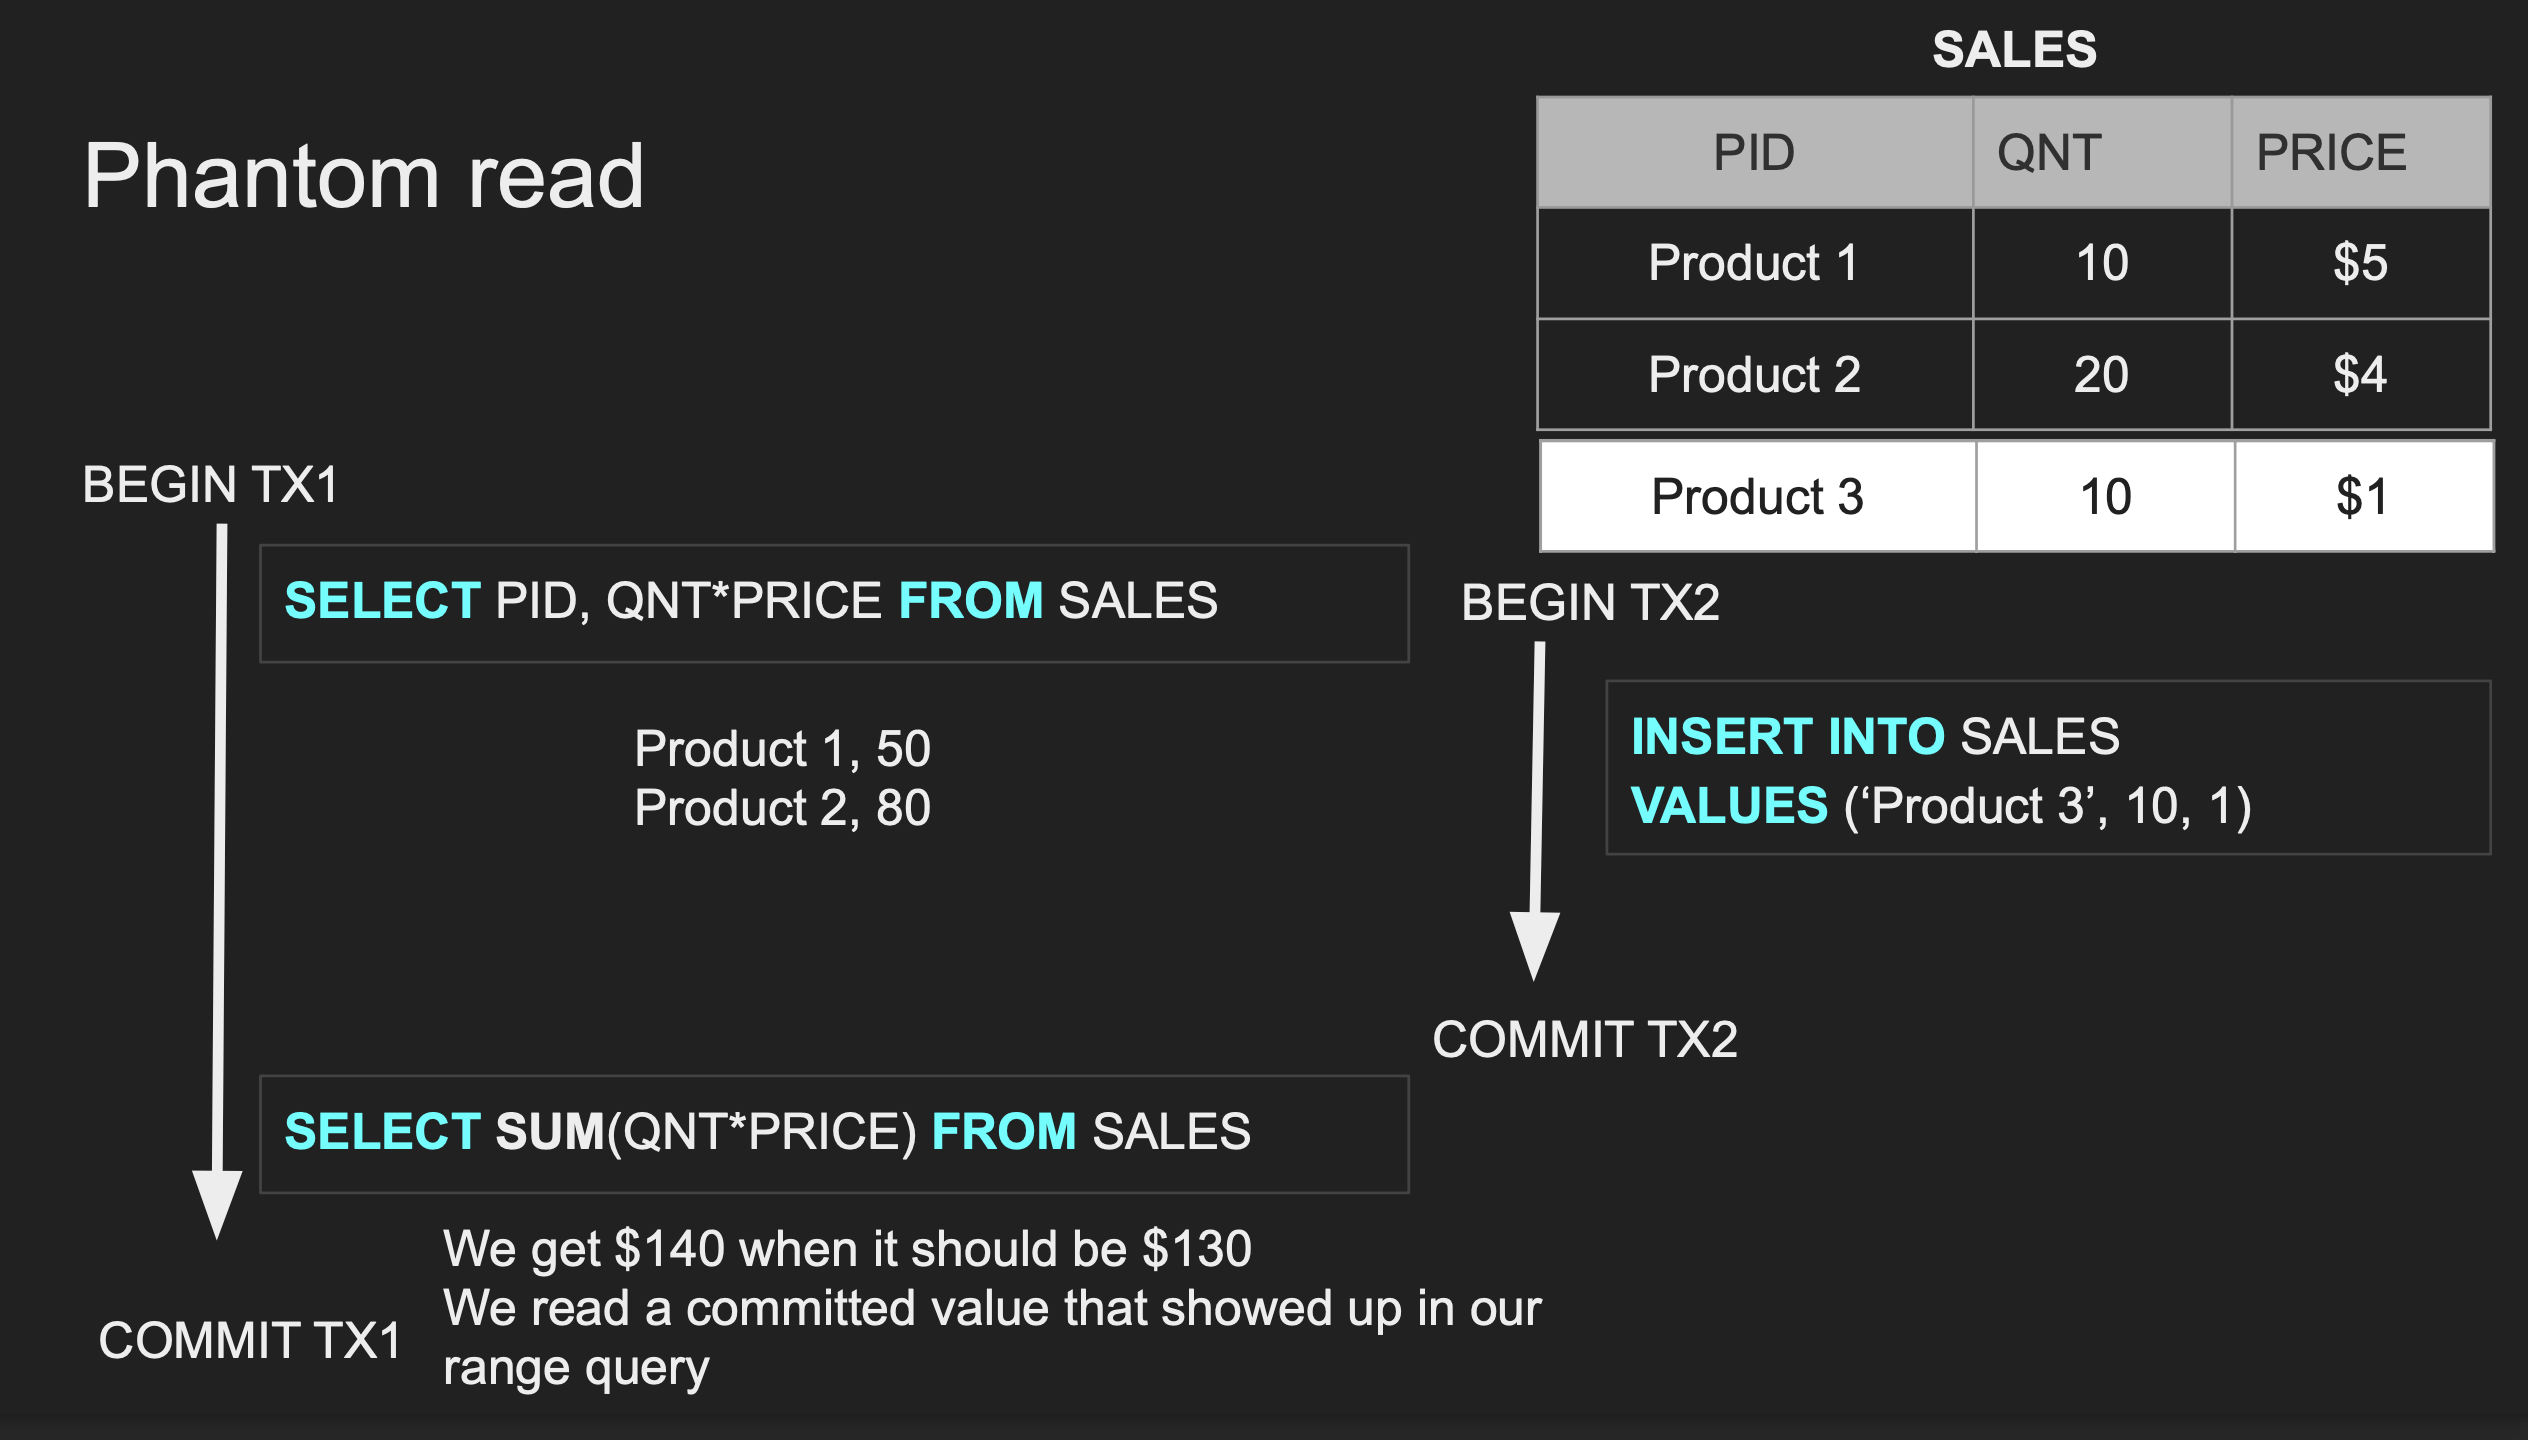 SALES
Phantom read
PID QNT PRICE
Product 1 10 $5
Product 2 20 $4
Product 3 10 $1
BEGIN TX1
SELECT PID, QNT*PRICE FROM SALES
Product 1, 50
Product 2, 80
BEGIN TX2
INSERT INTO SALES
VALUES (‘Product 3’, 10, 1)
COMMIT TX2
SELECT SUM(QNT*PRICE) FROM SALES
We get $140 when it should be $130
We read a committed value that showed up in our
range query
COMMIT TX1